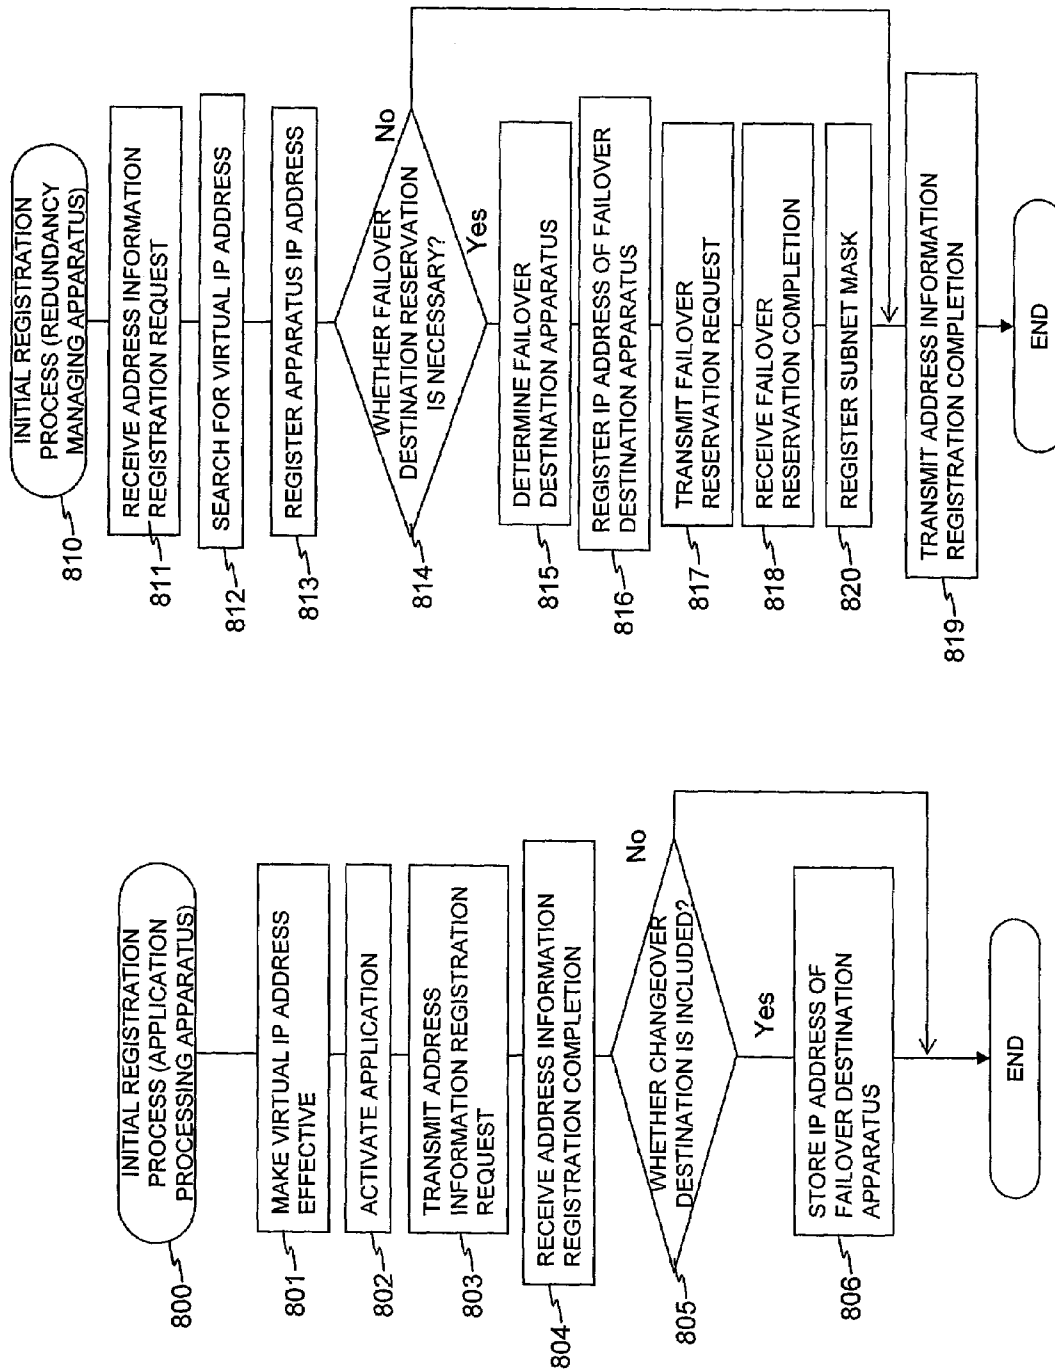 INITIAL REGISTRATION
PROCESS (APPLICATION
PROCESSING APPARATUS)
800
MAKE VIRTUAL IP ADDRESS
EFFECTIVE
801
ACTIVATE APPLICATION
802
TRANSMIT ADDRESS
INFORMATION REGISTRATION
REQUEST
803
RECEIVE ADDRESS INFORMATION
REGISTRATION COMPLETION
804
WHETHER CHANGEOVER
DESTINATION IS INCLUDED?
805
No
Yes
STORE IP ADDRESS OF
FAILOVER DESTINATION
APPARATUS
806
END
INITIAL REGISTRATION
PROCESS (REDUNDANCY
MANAGING APPARATUS)
810
RECEIVE ADDRESS INFORMATION
REGISTRATION REQUEST
811
SEARCH FOR VIRTUAL IP ADDRESS
812
REGISTER APPARATUS IP ADDRESS
813
WHETHER FAILOVER
DESTINATION RESERVATION
IS NECESSARY?
814
No
Yes
DETERMINE FAILOVER
DESTINATION APPARATUS
815
REGISTER IP ADDRESS OF FAILOVER
DESTINATION APPARATUS
816
TRANSMIT FAILOVER
RESERVATION REQUEST
817
RECEIVE FAILOVER
RESERVATION COMPLETION
818
REGISTER SUBNET MASK
820
TRANSMIT ADDRESS INFORMATION
REGISTRATION COMPLETION
819
END